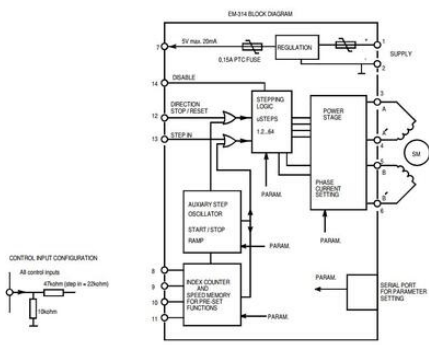 EM-314 BLOCK DIAGRAM
7
5V max. 20mA
0,15A PTC FUSE
REGULATION
+
1
SUPPLY
-
2
14
DISABLE
DIRECTION
12
STOP / RESET
13
STEP IN
STEPPING
LOGIC
uSTEPS
1.2...64
POWER
STAGE
PHASE
CURRENT
SETTING
3
A
A'
4
SM
5
B
B'
6
PARAM.
PARAM.
AUXIARY STEP
OSCILLATOR
START / STOP
RAMP
PARAM.
8
9
10
11
INDEX COUNTER
AND
SPEED MEMORY
FOR PRE-SET
FUNCTIONS
PARAM.
PARAM.
SERIAL PORT
FOR PARAMETER
SETTING
CONTROL INPUT CONFIGURATION
All control inputs
47kohm (step in = 22kohm)
10kohm